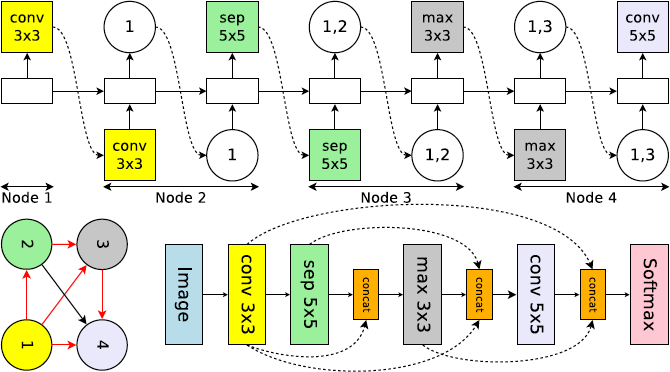 conv
3x3
1
sep
5x5
1,2
max
3x3
1,3
conv
5x5
conv
3x3
1
sep
5x5
1,2
max
3x3
1,3
Node 1
Node 2
Node 3
Node 4
2
3
1
4
Image
conv 3x3
sep 5x5
concat
max 3x3
concat
conv 5x5
concat
Softmax